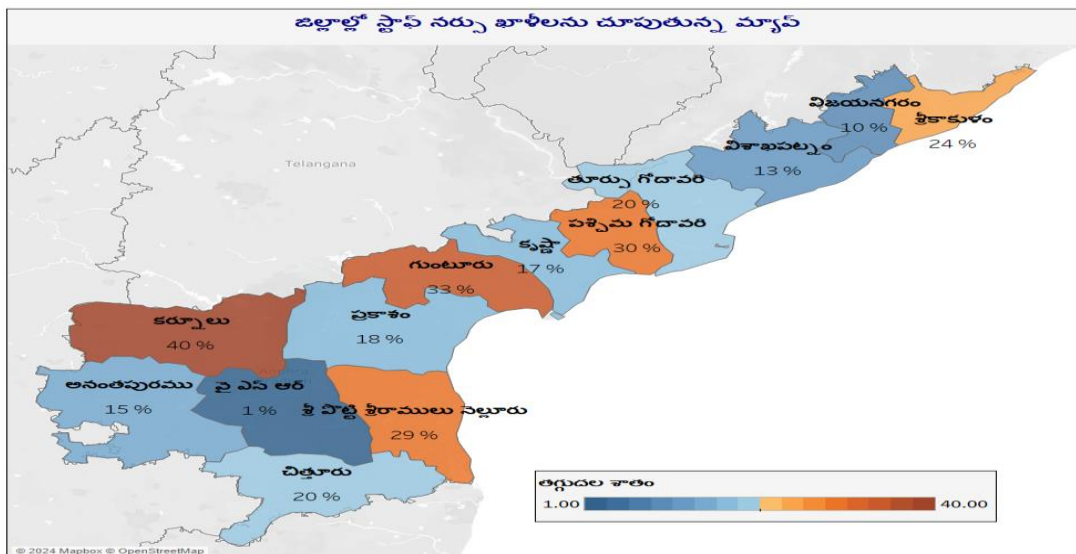 జిల్లాల్లో స్టాఫ్ నర్సు ఖాళీలను చూపుతున్న మ్యాప్
విజయనగరం
10 %
శ్రీకాకుళం
24 %
విశాఖపట్నం
13 %
Telangana
తూర్పు గోదావరి
20 %
పశ్చిమ గోదావరి
30 %
కృష్ణా
17 %
గుంటూరు
33 %
కర్నూలు
40 %
ప్రకాశం
18 %
అనంతపురము
15 %
వై ఎస్ ఆర్
1 %
శ్రీ పొట్టి శ్రీరాములు నెల్లూరు
29 %
చిత్తూరు
20 %
తగ్గుదల శాతం
1.00 40.00
© 2024 Mapbox © OpenStreetMap